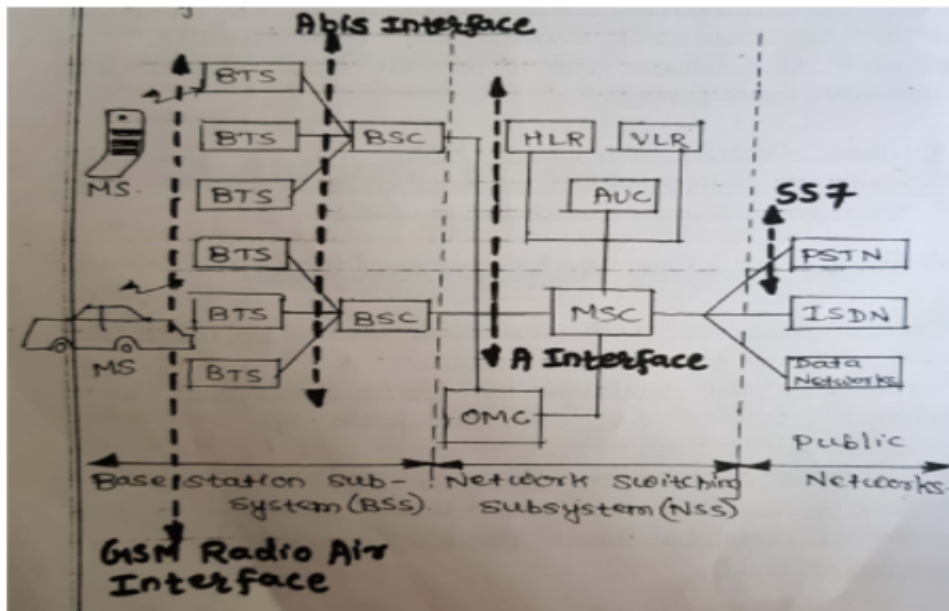 Abis Interface
BTS
BTS
BTS
BSC
HLR
VLR
AUC
MS
SS7
BTS
BTS
BTS
BSC
MSC
PSTN
ISDN
Data
Networks
MS
A Interface
OMC
Public
Networks.
Base station Sub-
system (BSS).
Network Switching
Subsystem (NSS)
GSM Radio Air
Interface